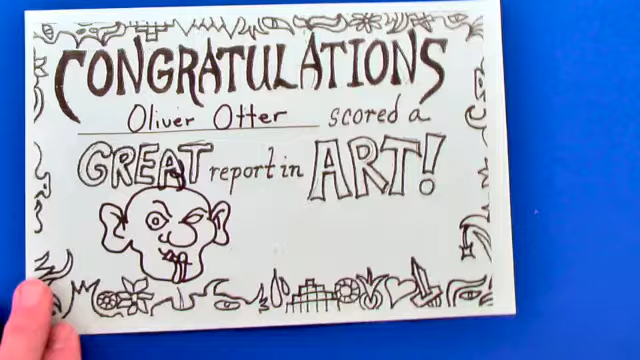 CONGRATULATIONS
Oliver Otter scored a
GREAT report in ART!